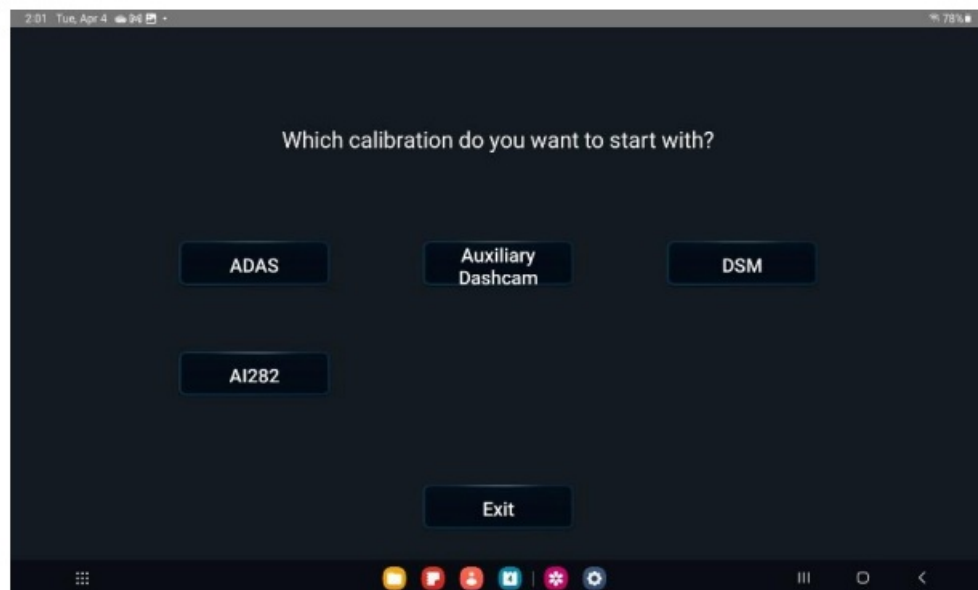 2:01 Tue, Apr 4
78%
Which calibration do you want to start with?
ADAS
Auxiliary
Dashcam
DSM
AI282
Exit